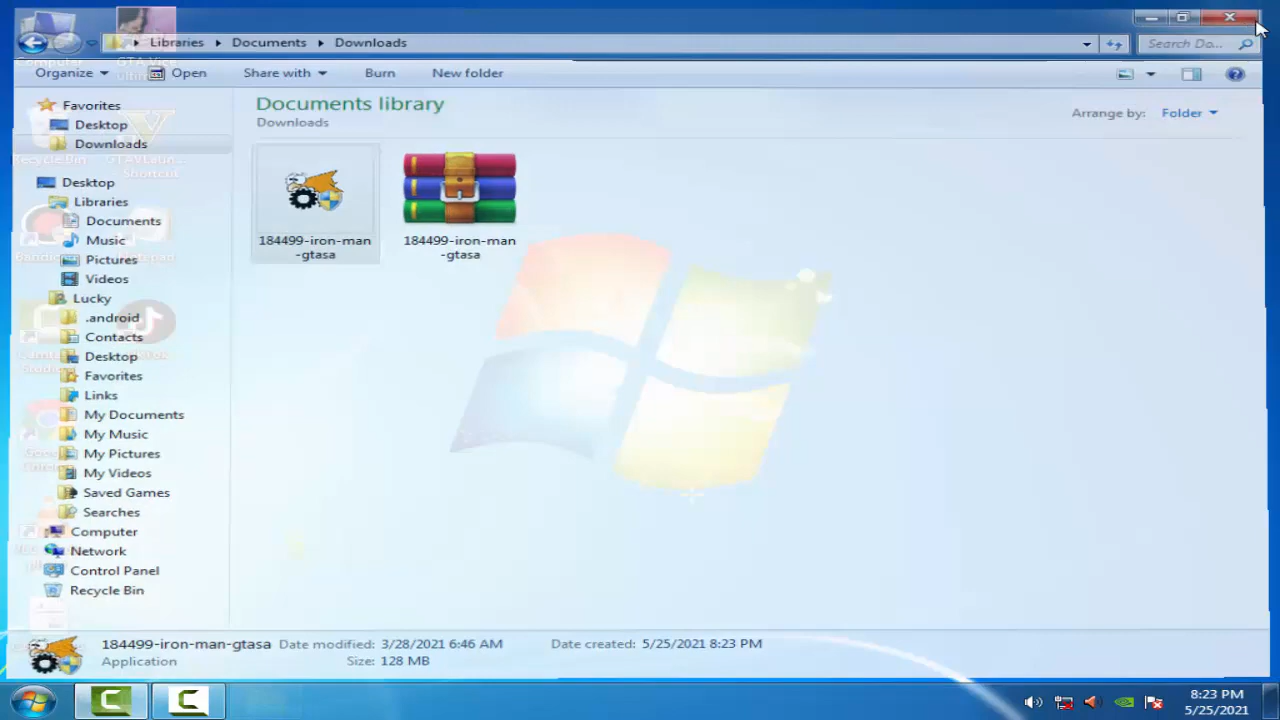 Libraries
Documents
Downloads
Search Do...
Organize
Open
Share with
Burn
New folder
Documents library
Downloads
Arrange by: Folder
Favorites
Desktop
Downloads
Desktop
Libraries
Documents
Music
Pictures
Videos
Lucky
.android
Contacts
Desktop
Favorites
Links
My Documents
My Music
My Pictures
My Videos
Saved Games
Searches
Computer
Network
Control Panel
Recycle Bin
184499-iron-man
-gtasa
184499-iron-man
-gtasa
Recycle Bin
Shortcut
184499-iron-man-gtasa Date modified: 3/28/2021 6:46 AM Date created: 5/25/2021 8:23 PM
Application Size: 128 MB
8:23 PM
5/25/2021